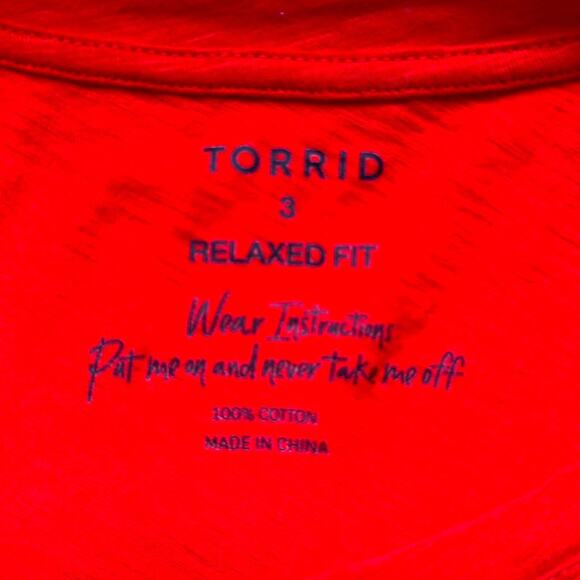 TORRID
3
RELAXED FIT
Wear Instructions
Put me on and never take me off
100% COTTON
MADE IN CHINA